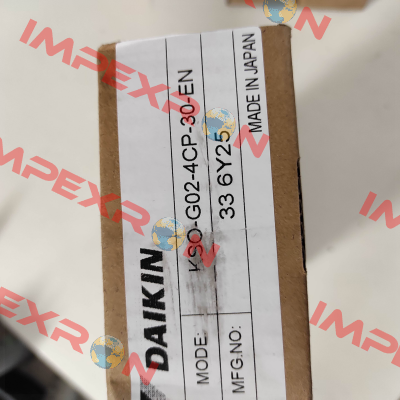 DAIKIN
MODE: KSO-G02-4CP-30-EN
MFG.NO: 33 6Y25
MADE IN JAPAN
IMPEXRON
IMPEXRON
IMPEXRON
IMPEXRON